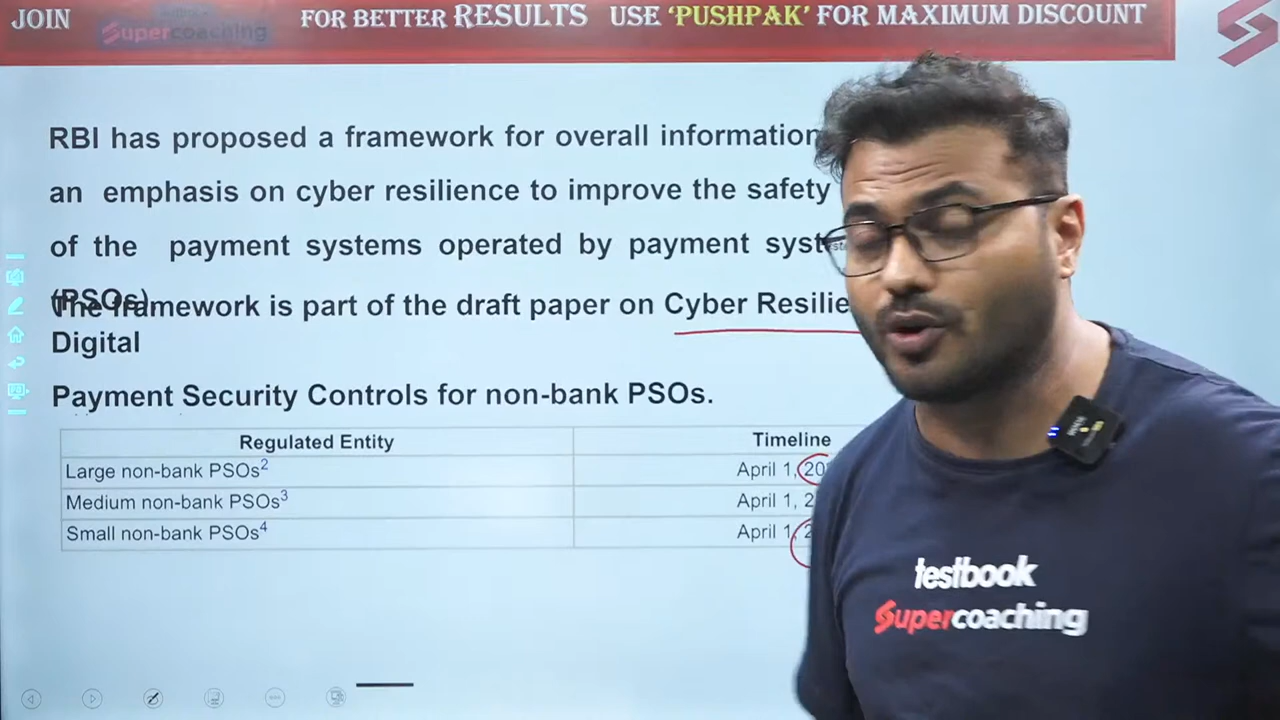 JOIN Supercoaching FOR BETTER RESULTS USE ‘PUSHPAK’ FOR MAXIMUM DISCOUNT
RBI has proposed a framework for overall information
an emphasis on cyber resilience to improve the safety
of the payment systems operated by payment
(PSOs).
The framework is part of the draft paper on Cyber
Digital
Payment Security Controls for non-bank PSOs.
Regulated Entity Timeline
Large non-bank PSOs2 April 1,
Medium non-bank PSOs3 April 1,
Small non-bank PSOs4 April 1,
testbook
Supercoaching